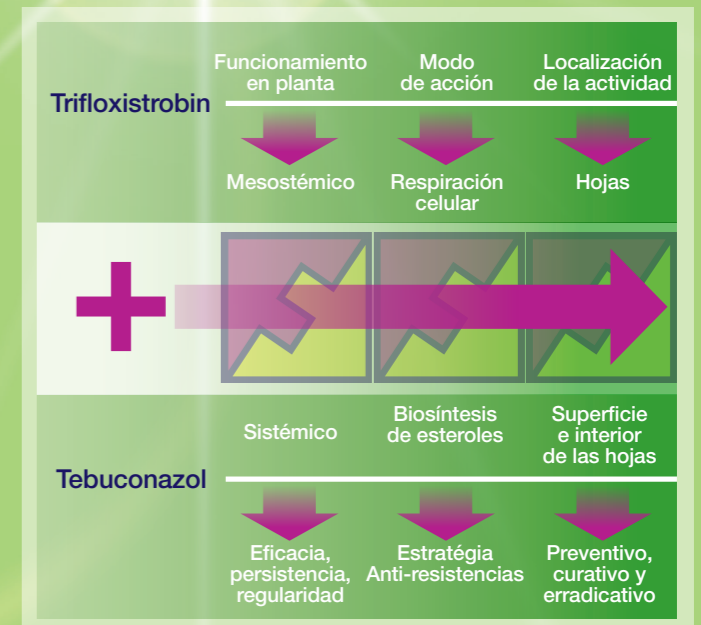 Funcionamiento
en planta
Modo
de acción
Localización
de la actividad
Trifloxistrobin
Mesostémico
Respiración
celular
Hojas
Sistémico
Biosíntesis
de esteroles
Superficie
e interior
de las hojas
Tebuconazol
Eficacia,
persistencia,
regularidad
Estratégia
Anti-resistencias
Preventivo,
curativo y
erradicativo